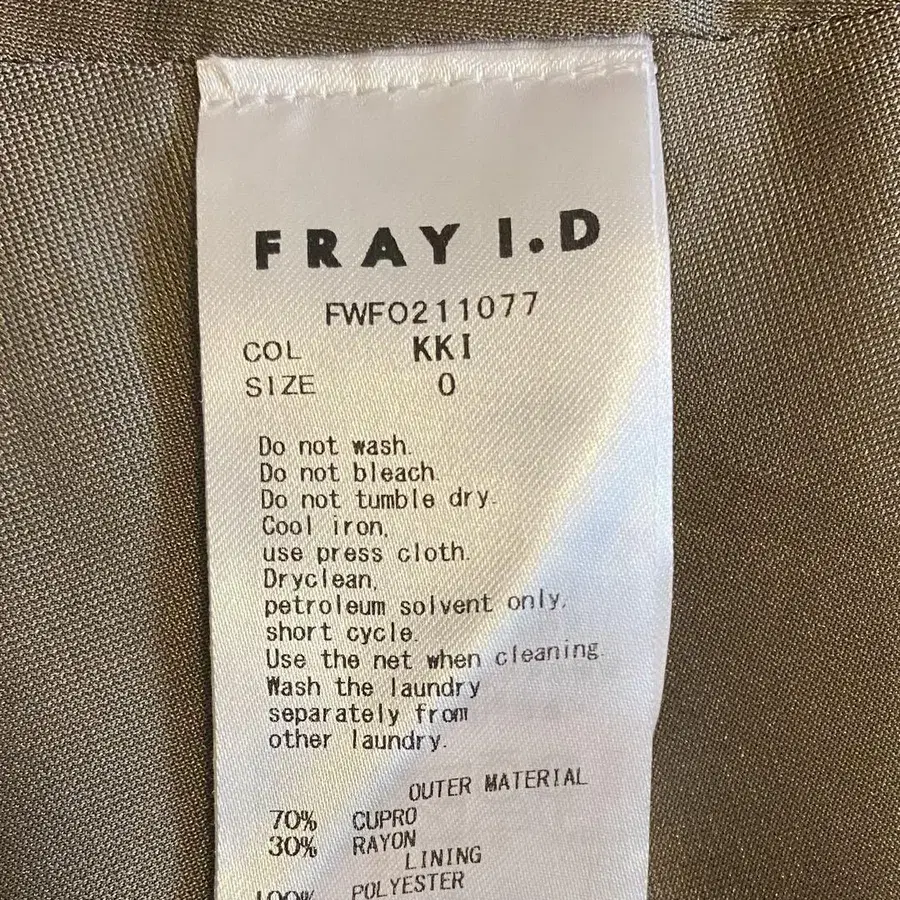 FRAY I.D
FWFO211077
COL KKI
SIZE 0
Do not wash.
Do not bleach.
Do not tumble dry.
Cool iron,
use press cloth.
Dryclean,
petroleum solvent only,
short cycle.
Use the net when cleaning.
Wash the laundry
separately from
other laundry.
OUTER MATERIAL
70% CUPRO
30% RAYON
LINING
100% POLYESTER